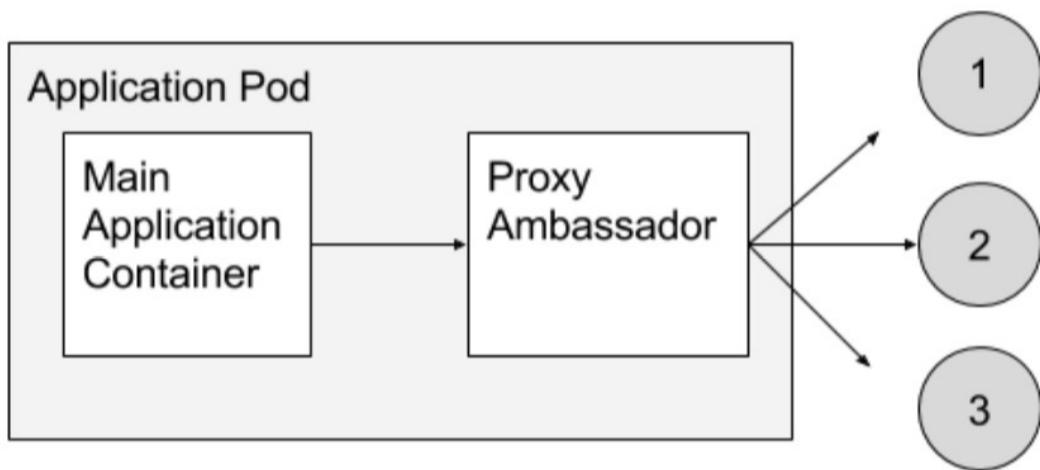 Application Pod
Main
Application
Container
Proxy
Ambassador
1
2
3